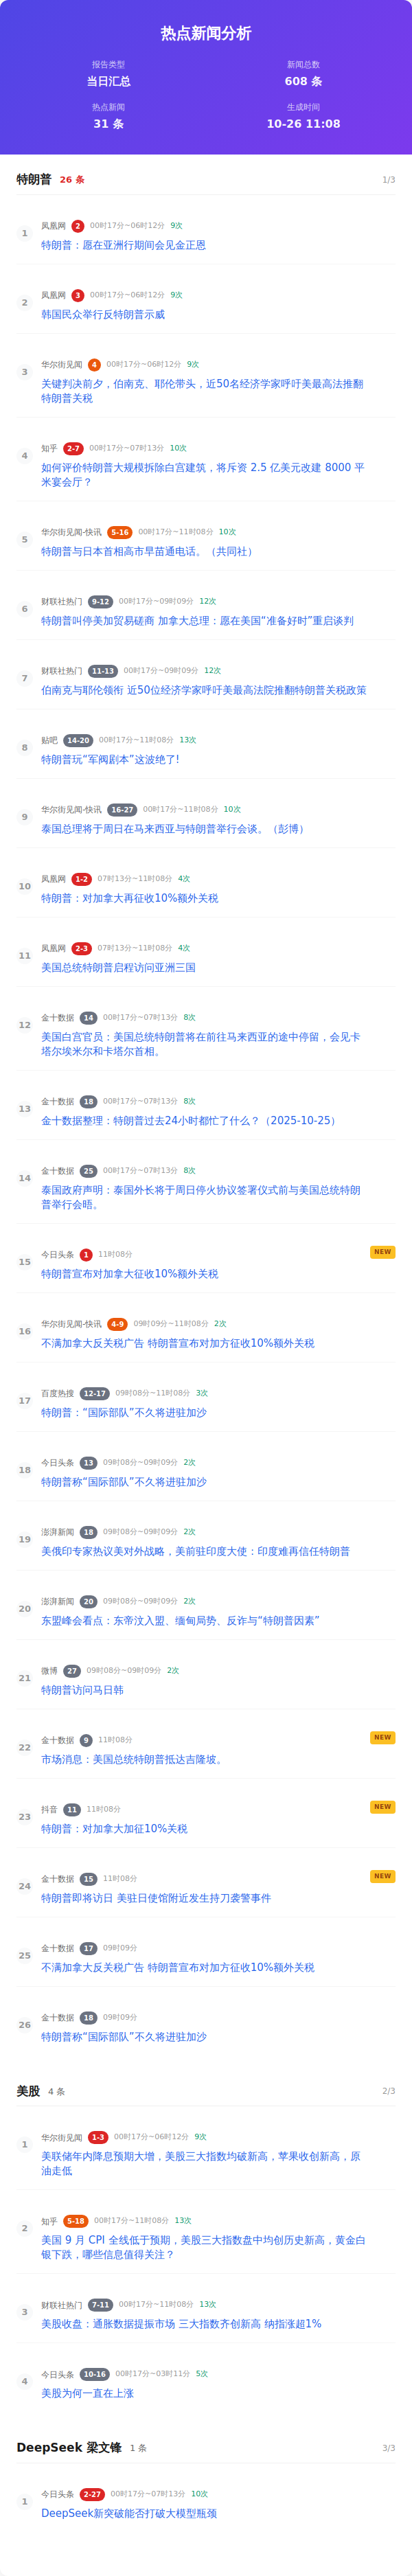 热点新闻分析
报告类型
当日汇总
新闻总数
608 条
热点新闻
31 条
生成时间
10-26 11:08
特朗普 26 条 1/3
1 凤凰网 2 00时17分~06时12分 9次
特朗普：愿在亚洲行期间会见金正恩
2 凤凰网 3 00时17分~06时12分 9次
韩国民众举行反特朗普示威
3 华尔街见闻 4 00时17分~06时12分 9次
关键判决前夕，伯南克、耶伦带头，近50名经济学家呼吁美最高法推翻
特朗普关税
4 知乎 2-7 00时17分~07时13分 10次
如何评价特朗普大规模拆除白宫建筑，将斥资 2.5 亿美元改建 8000 平
米宴会厅？
5 华尔街见闻-快讯 5-16 00时17分~11时08分 10次
特朗普与日本首相高市早苗通电话。（共同社）
6 财联社热门 9-12 00时17分~09时09分 12次
特朗普叫停美加贸易磋商 加拿大总理：愿在美国“准备好时”重启谈判
7 财联社热门 11-13 00时17分~09时09分 12次
伯南克与耶伦领衔 近50位经济学家呼吁美最高法院推翻特朗普关税政策
8 贴吧 14-20 00时17分~11时08分 13次
特朗普玩“军阀剧本”这波绝了!
9 华尔街见闻-快讯 16-27 00时17分~11时08分 10次
泰国总理将于周日在马来西亚与特朗普举行会谈。（彭博）
10 凤凰网 1-2 07时13分~11时08分 4次
特朗普：对加拿大再征收10%额外关税
11 凤凰网 2-3 07时13分~11时08分 4次
美国总统特朗普启程访问亚洲三国
12 金十数据 14 00时17分~07时13分 8次
美国白宫官员：美国总统特朗普将在前往马来西亚的途中停留，会见卡
塔尔埃米尔和卡塔尔首相。
13 金十数据 18 00时17分~07时13分 8次
金十数据整理：特朗普过去24小时都忙了什么？（2025-10-25）
14 金十数据 25 00时17分~07时13分 8次
泰国政府声明：泰国外长将于周日停火协议签署仪式前与美国总统特朗
普举行会晤。
15 今日头条 1 11时08分 NEW
特朗普宣布对加拿大征收10%额外关税
16 华尔街见闻-快讯 4-9 09时09分~11时08分 2次
不满加拿大反关税广告 特朗普宣布对加方征收10%额外关税
17 百度热搜 12-17 09时08分~11时08分 3次
特朗普：“国际部队”不久将进驻加沙
18 今日头条 13 09时08分~09时09分 2次
特朗普称“国际部队”不久将进驻加沙
19 澎湃新闻 18 09时08分~09时09分 2次
美俄印专家热议美对外战略，美前驻印度大使：印度难再信任特朗普
20 澎湃新闻 20 09时08分~09时09分 2次
东盟峰会看点：东帝汶入盟、缅甸局势、反诈与“特朗普因素”
21 微博 27 09时08分~09时09分 2次
特朗普访问马日韩
22 金十数据 9 11时08分 NEW
市场消息：美国总统特朗普抵达吉隆坡。
23 抖音 11 11时08分 NEW
特朗普：对加拿大加征10%关税
24 金十数据 15 11时08分 NEW
特朗普即将访日 美驻日使馆附近发生持刀袭警事件
25 金十数据 17 09时09分
不满加拿大反关税广告 特朗普宣布对加方征收10%额外关税
26 金十数据 18 09时09分
特朗普称“国际部队”不久将进驻加沙
美股 4 条 2/3
1 华尔街见闻 1-3 00时17分~06时12分 9次
美联储年内降息预期大增，美股三大指数均破新高，苹果收创新高，原
油走低
2 知乎 5-18 00时17分~11时08分 13次
美国 9 月 CPI 全线低于预期，美股三大指数盘中均创历史新高，黄金白
银下跌，哪些信息值得关注？
3 财联社热门 7-11 00时17分~11时08分 13次
美股收盘：通胀数据提振市场 三大指数齐创新高 纳指涨超1%
4 今日头条 10-16 00时17分~03时11分 5次
美股为何一直在上涨
DeepSeek 梁文锋 1 条 3/3
1 今日头条 2-27 00时17分~07时13分 10次
DeepSeek新突破能否打破大模型瓶颈